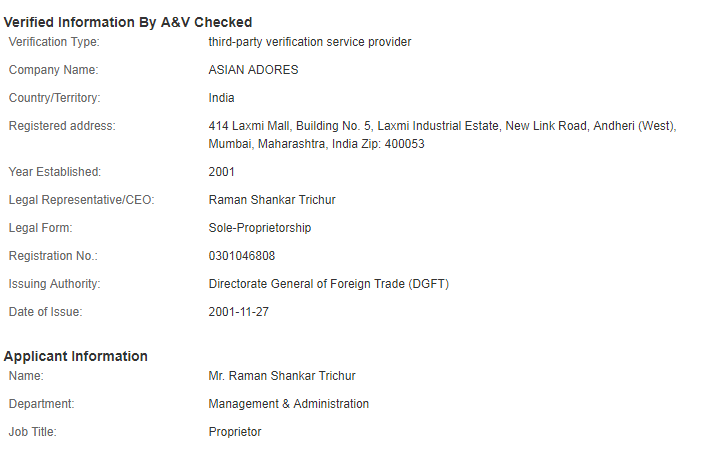 Verified Information By A&V Checked
Verification Type: third-party verification service provider
Company Name: ASIAN ADORES
Country/Territory: India
Registered address: 414 Laxmi Mall, Building No. 5, Laxmi Industrial Estate, New Link Road, Andheri (West),
Mumbai, Maharashtra, India Zip: 400053
Year Established: 2001
Legal Representative/CEO: Raman Shankar Trichur
Legal Form: Sole-Proprietorship
Registration No.: 0301046808
Issuing Authority: Directorate General of Foreign Trade (DGFT)
Date of Issue: 2001-11-27
Applicant Information
Name: Mr. Raman Shankar Trichur
Department: Management & Administration
Job Title: Proprietor